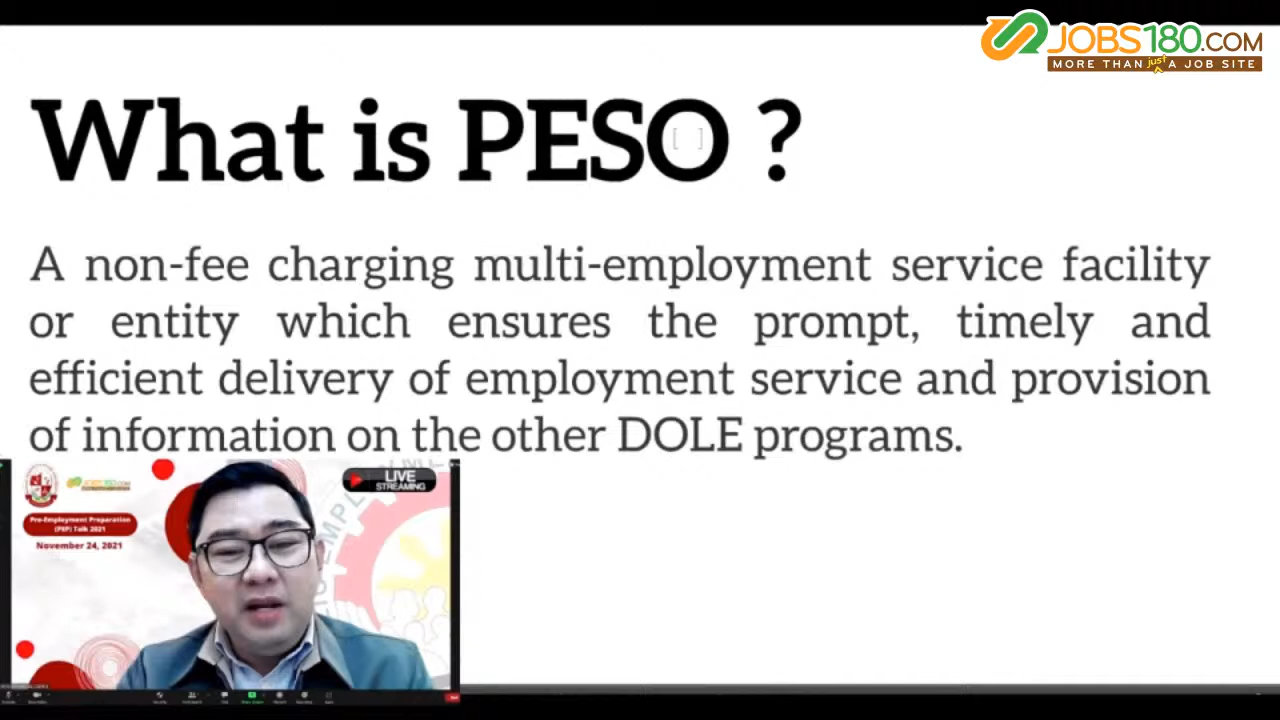 JOBS180.COM
MORE THAN just A JOB SITE
What is PESO ?
A non-fee charging multi-employment service facility
or entity which ensures the prompt, timely and
efficient delivery of employment service and provision
of information on the other DOLE programs.
JOBS180.COM
LIVE
STREAMING
Pre-Employment Preparation
(PEP) Talk 2021
November 24, 2021